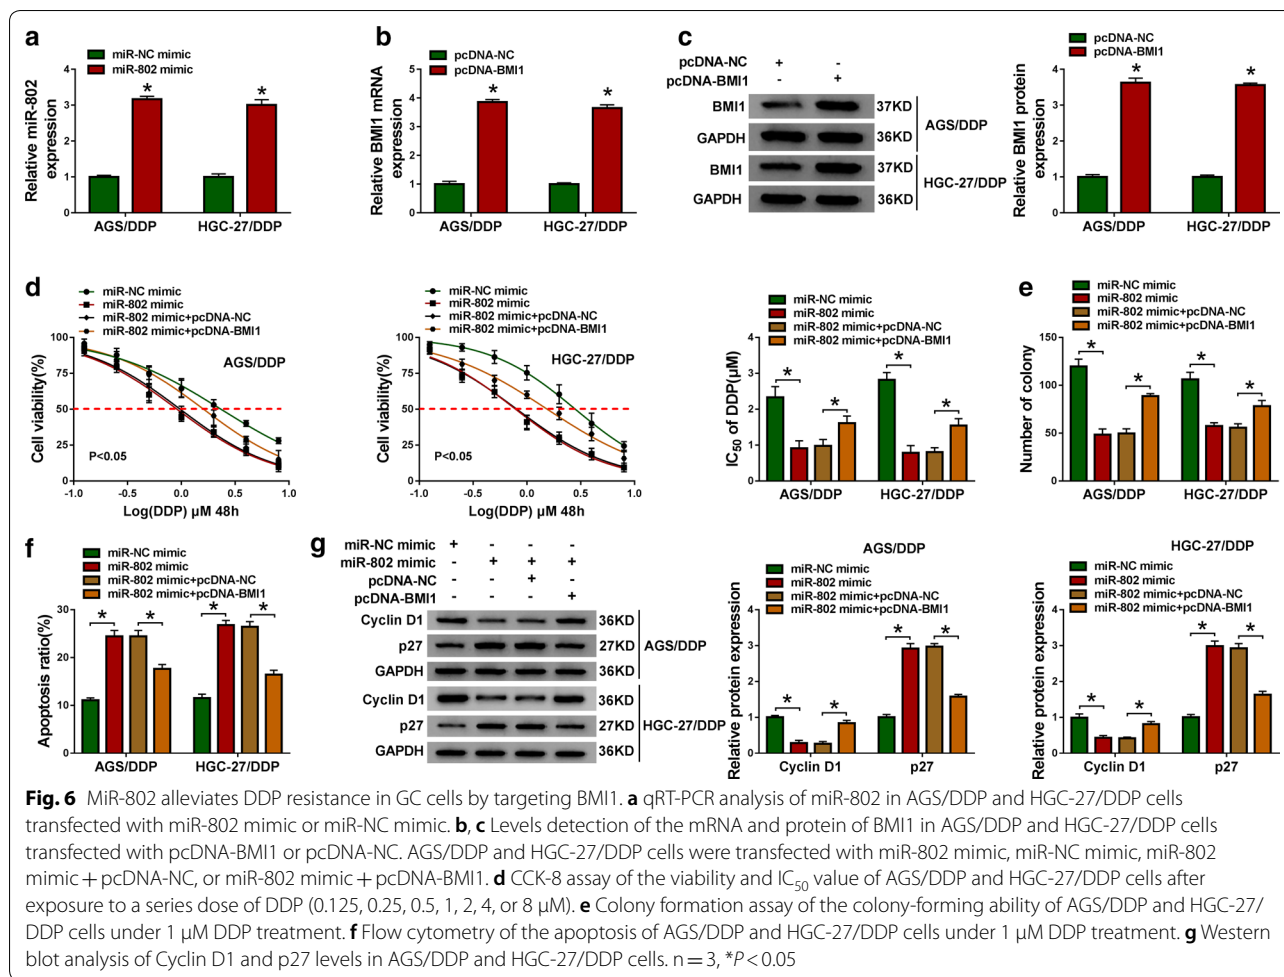 a
miR-NC mimic
miR-802 mimic
Relative miR-802
expression
4
3
2
1
0
*
*
AGS/DDP
HGC-27/DDP
b
pcDNA-NC
pcDNA-BMI1
Relative BMI1 mRNA
expression
5
4
3
2
1
0
*
*
AGS/DDP
HGC-27/DDP
c
pcDNA-NC + -
pcDNA-BMI1 - +
BMI1 37KD
GAPDH 36KD
AGS/DDP
BMI1 37KD
GAPDH 36KD
HGC-27/DDP
pcDNA-NC
pcDNA-BMI1
Relative BMI1 protein
expression
4
3
2
1
0
*
*
AGS/DDP
HGC-27/DDP
d
miR-NC mimic
miR-802 mimic
miR-802 mimic+pcDNA-NC
miR-802 mimic+pcDNA-BMI1
Cell viability(%)
100
75
50
25
0
AGS/DDP
P<0.05
-1.0 -0.5 0.0 0.5 1.0
Log(DDP) μM 48h
miR-NC mimic
miR-802 mimic
miR-802 mimic+pcDNA-NC
miR-802 mimic+pcDNA-BMI1
Cell viability(%)
100
75
50
25
0
HGC-27/DDP
P<0.05
-1.0 -0.5 0.0 0.5 1.0
Log(DDP) μM 48h
miR-NC mimic
miR-802 mimic
miR-802 mimic+pcDNA-NC
miR-802 mimic+pcDNA-BMI1
IC50 of DDP(μM)
4
3
2
1
0
*
*
*
*
AGS/DDP
HGC-27/DDP
e
miR-NC mimic
miR-802 mimic
miR-802 mimic+pcDNA-NC
miR-802 mimic+pcDNA-BMI1
Number of colony
150
100
50
0
*
*
*
*
AGS/DDP
HGC-27/DDP
f
miR-NC mimic
miR-802 mimic
miR-802 mimic+pcDNA-NC
miR-802 mimic+pcDNA-BMI1
Apoptosis ratio(%)
30
20
10
0
*
*
*
*
AGS/DDP
HGC-27/DDP
g
miR-NC mimic + - - -
miR-802 mimic - + + +
pcDNA-NC - - + -
pcDNA-BMI1 - - - +
Cyclin D1 36KD
p27 27KD
GAPDH 36KD
AGS/DDP
Cyclin D1 36KD
p27 27KD
GAPDH 36KD
HGC-27/DDP
AGS/DDP
miR-NC mimic
miR-802 mimic
miR-802 mimic+pcDNA-NC
miR-802 mimic+pcDNA-BMI1
Relative protein expression
4
3
2
1
0
*
*
*
*
Cyclin D1
p27
HGC-27/DDP
miR-NC mimic
miR-802 mimic
miR-802 mimic+pcDNA-NC
miR-802 mimic+pcDNA-BMI1
Relative protein expression
4
3
2
1
0
*
*
*
*
Cyclin D1
p27
Fig. 6 MiR-802 alleviates DDP resistance in GC cells by targeting BMI1. a qRT-PCR analysis of miR-802 in AGS/DDP and HGC-27/DDP cells
transfected with miR-802 mimic or miR-NC mimic. b, c Levels detection of the mRNA and protein of BMI1 in AGS/DDP and HGC-27/DDP cells
transfected with pcDNA-BMI1 or pcDNA-NC. AGS/DDP and HGC-27/DDP cells were transfected with miR-802 mimic, miR-NC mimic, miR-802
mimic + pcDNA-NC, or miR-802 mimic + pcDNA-BMI1. d CCK-8 assay of the viability and IC50 value of AGS/DDP and HGC-27/DDP cells after
exposure to a series dose of DDP (0.125, 0.25, 0.5, 1, 2, 4, or 8 μM). e Colony formation assay of the colony-forming ability of AGS/DDP and HGC-27/
DDP cells under 1 μM DDP treatment. f Flow cytometry of the apoptosis of AGS/DDP and HGC-27/DDP cells under 1 μM DDP treatment. g Western
blot analysis of Cyclin D1 and p27 levels in AGS/DDP and HGC-27/DDP cells. n = 3, *P < 0.05